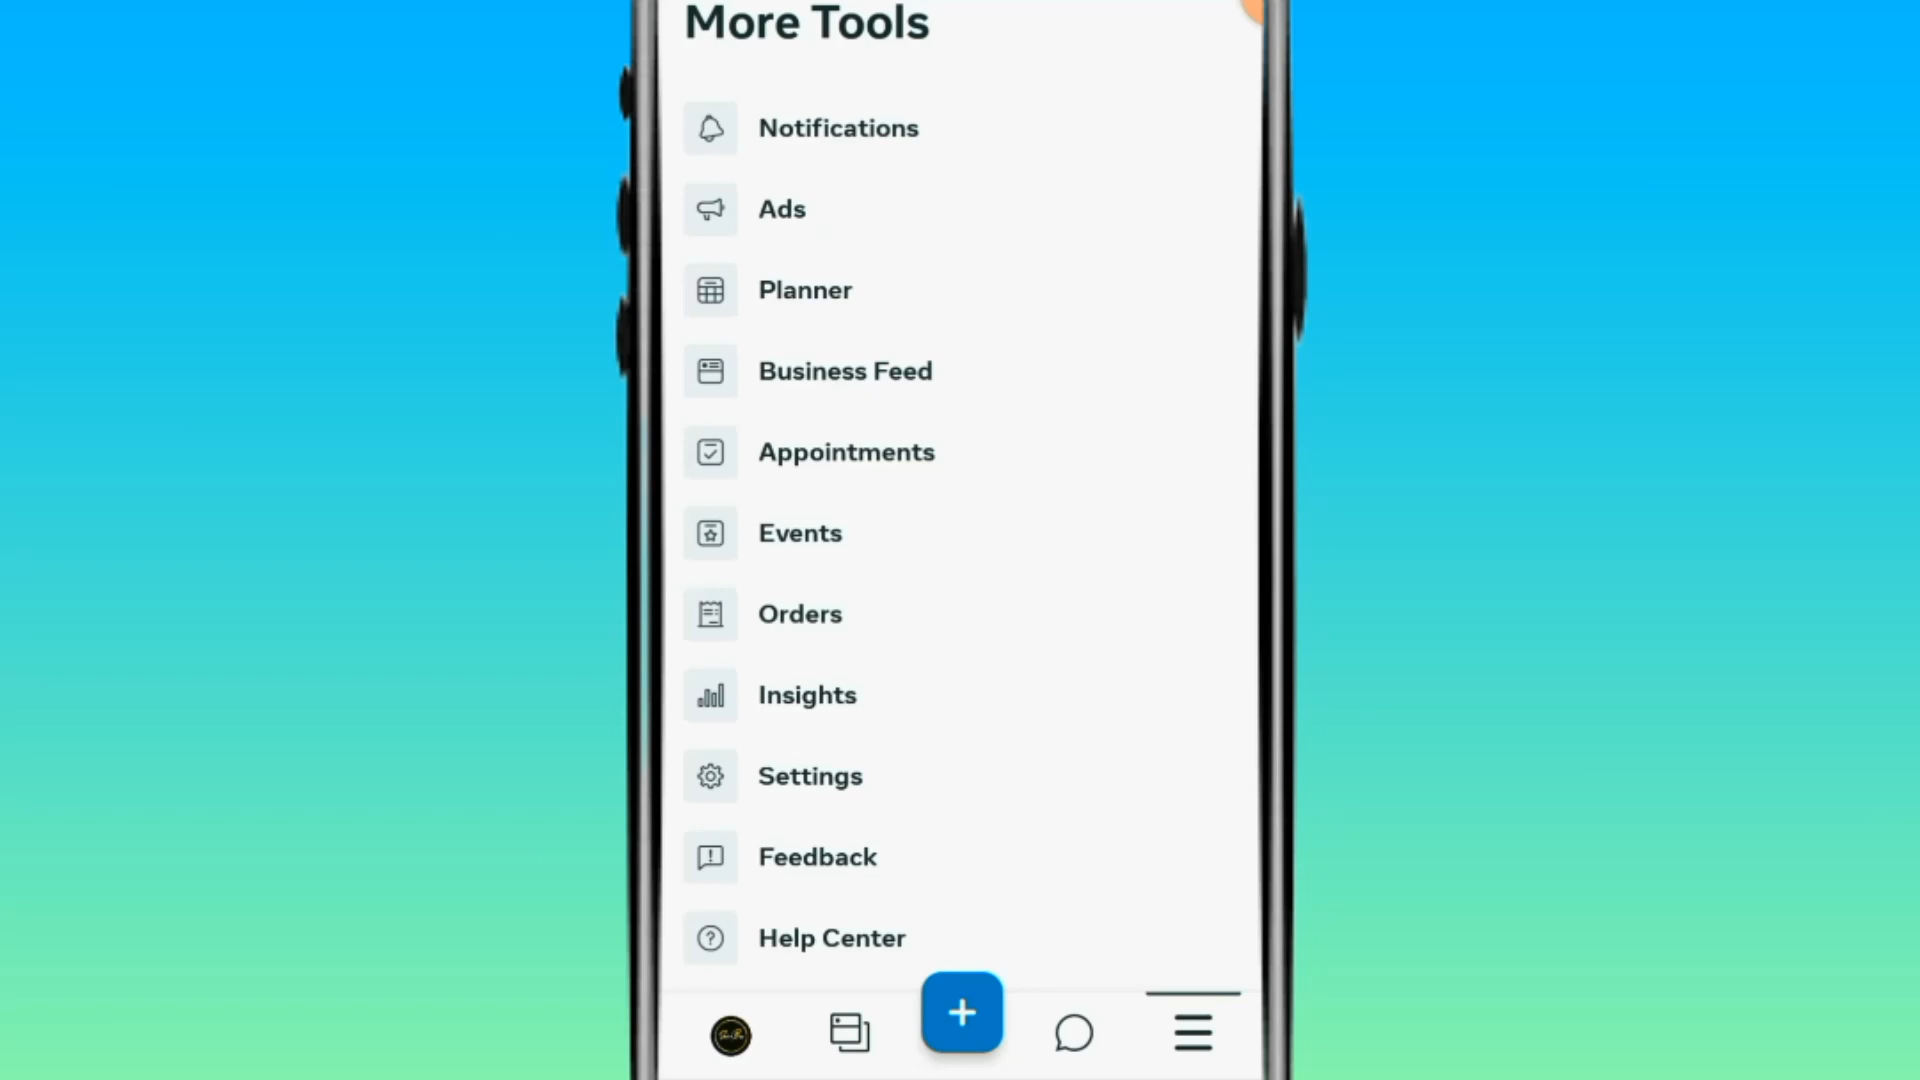 More Tools
Notifications
Ads
Planner
Business Feed
Appointments
Events
Orders
Insights
Settings
Feedback
Help Center